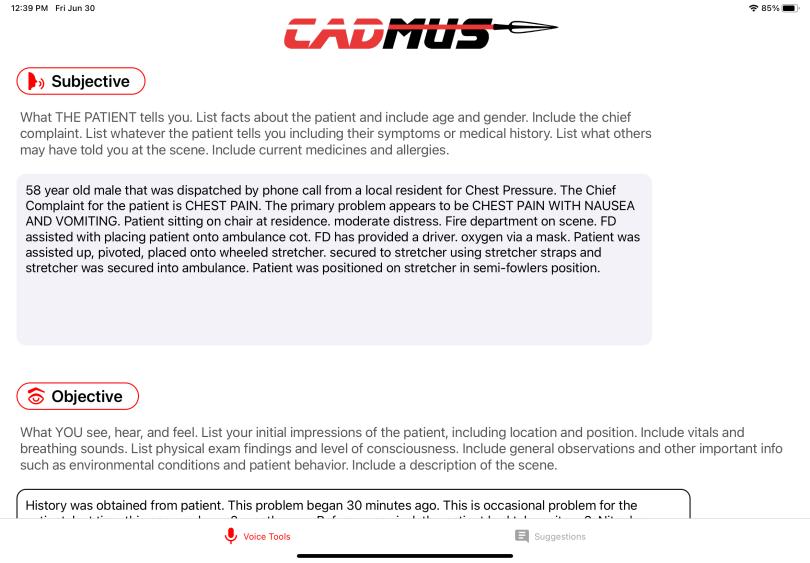 12:39 PM Fri Jun 30
85%
CADMUS
Subjective
What THE PATIENT tells you. List facts about the patient and include age and gender. Include the chief
complaint. List whatever the patient tells you including their symptoms or medical history. List what others
may have told you at the scene. Include current medicines and allergies.
58 year old male that was dispatched by phone call from a local resident for Chest Pressure. The Chief
Complaint for the patient is CHEST PAIN. The primary problem appears to be CHEST PAIN WITH NAUSEA
AND VOMITING. Patient sitting on chair at residence. moderate distress. Fire department on scene. FD
assisted with placing patient onto ambulance cot. FD has provided a driver. oxygen via a mask. Patient was
assisted up, pivoted, placed onto wheeled stretcher. secured to stretcher using stretcher straps and
stretcher was secured into ambulance. Patient was positioned on stretcher in semi-fowlers position.
Objective
What YOU see, hear, and feel. List your initial impressions of the patient, including location and position. Include vitals and
breathing sounds. List physical exam findings and level of consciousness. Include general observations and other important info
such as environmental conditions and patient behavior. Include a description of the scene.
History was obtained from patient. This problem began 30 minutes ago. This is occasional problem for the
Voice Tools
Suggestions